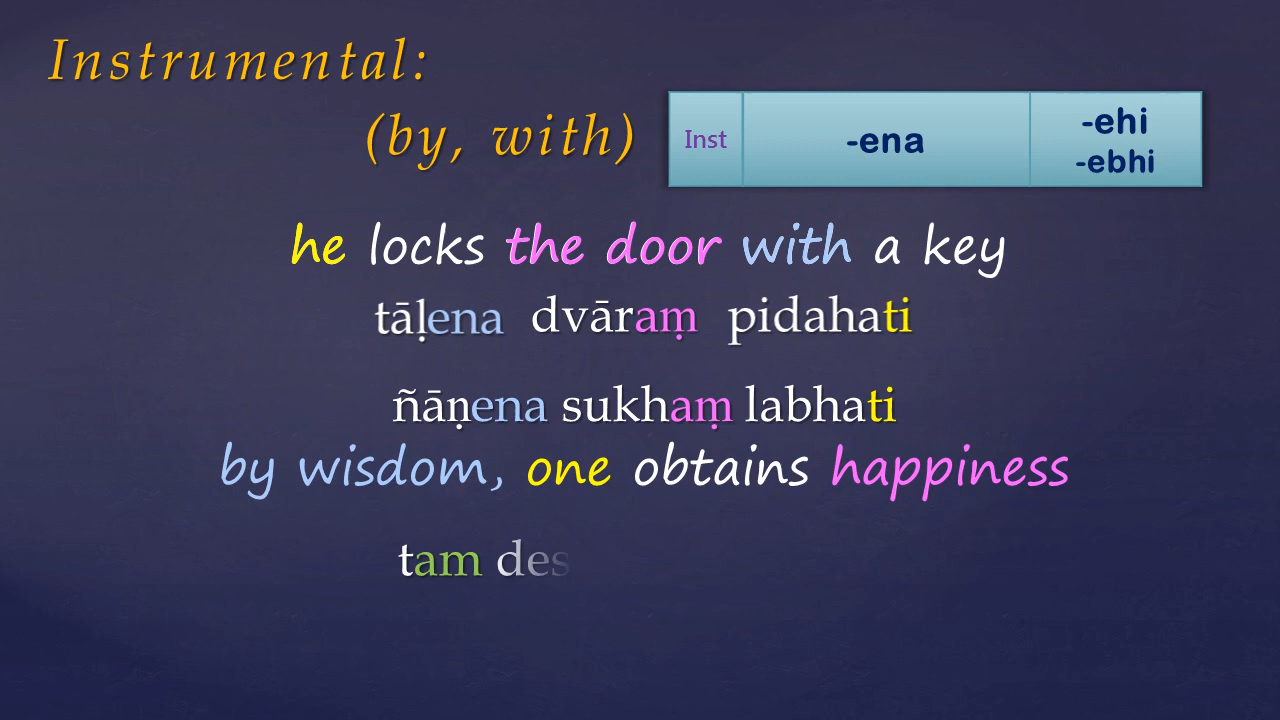 Instrumental:
(by, with)
Inst -ena -ehi
-ebhi
he locks the door with a key
tāḷena dvāraṃ pidahati
ñāṇena sukhaṃ labhati
by wisdom, one obtains happiness
tam des